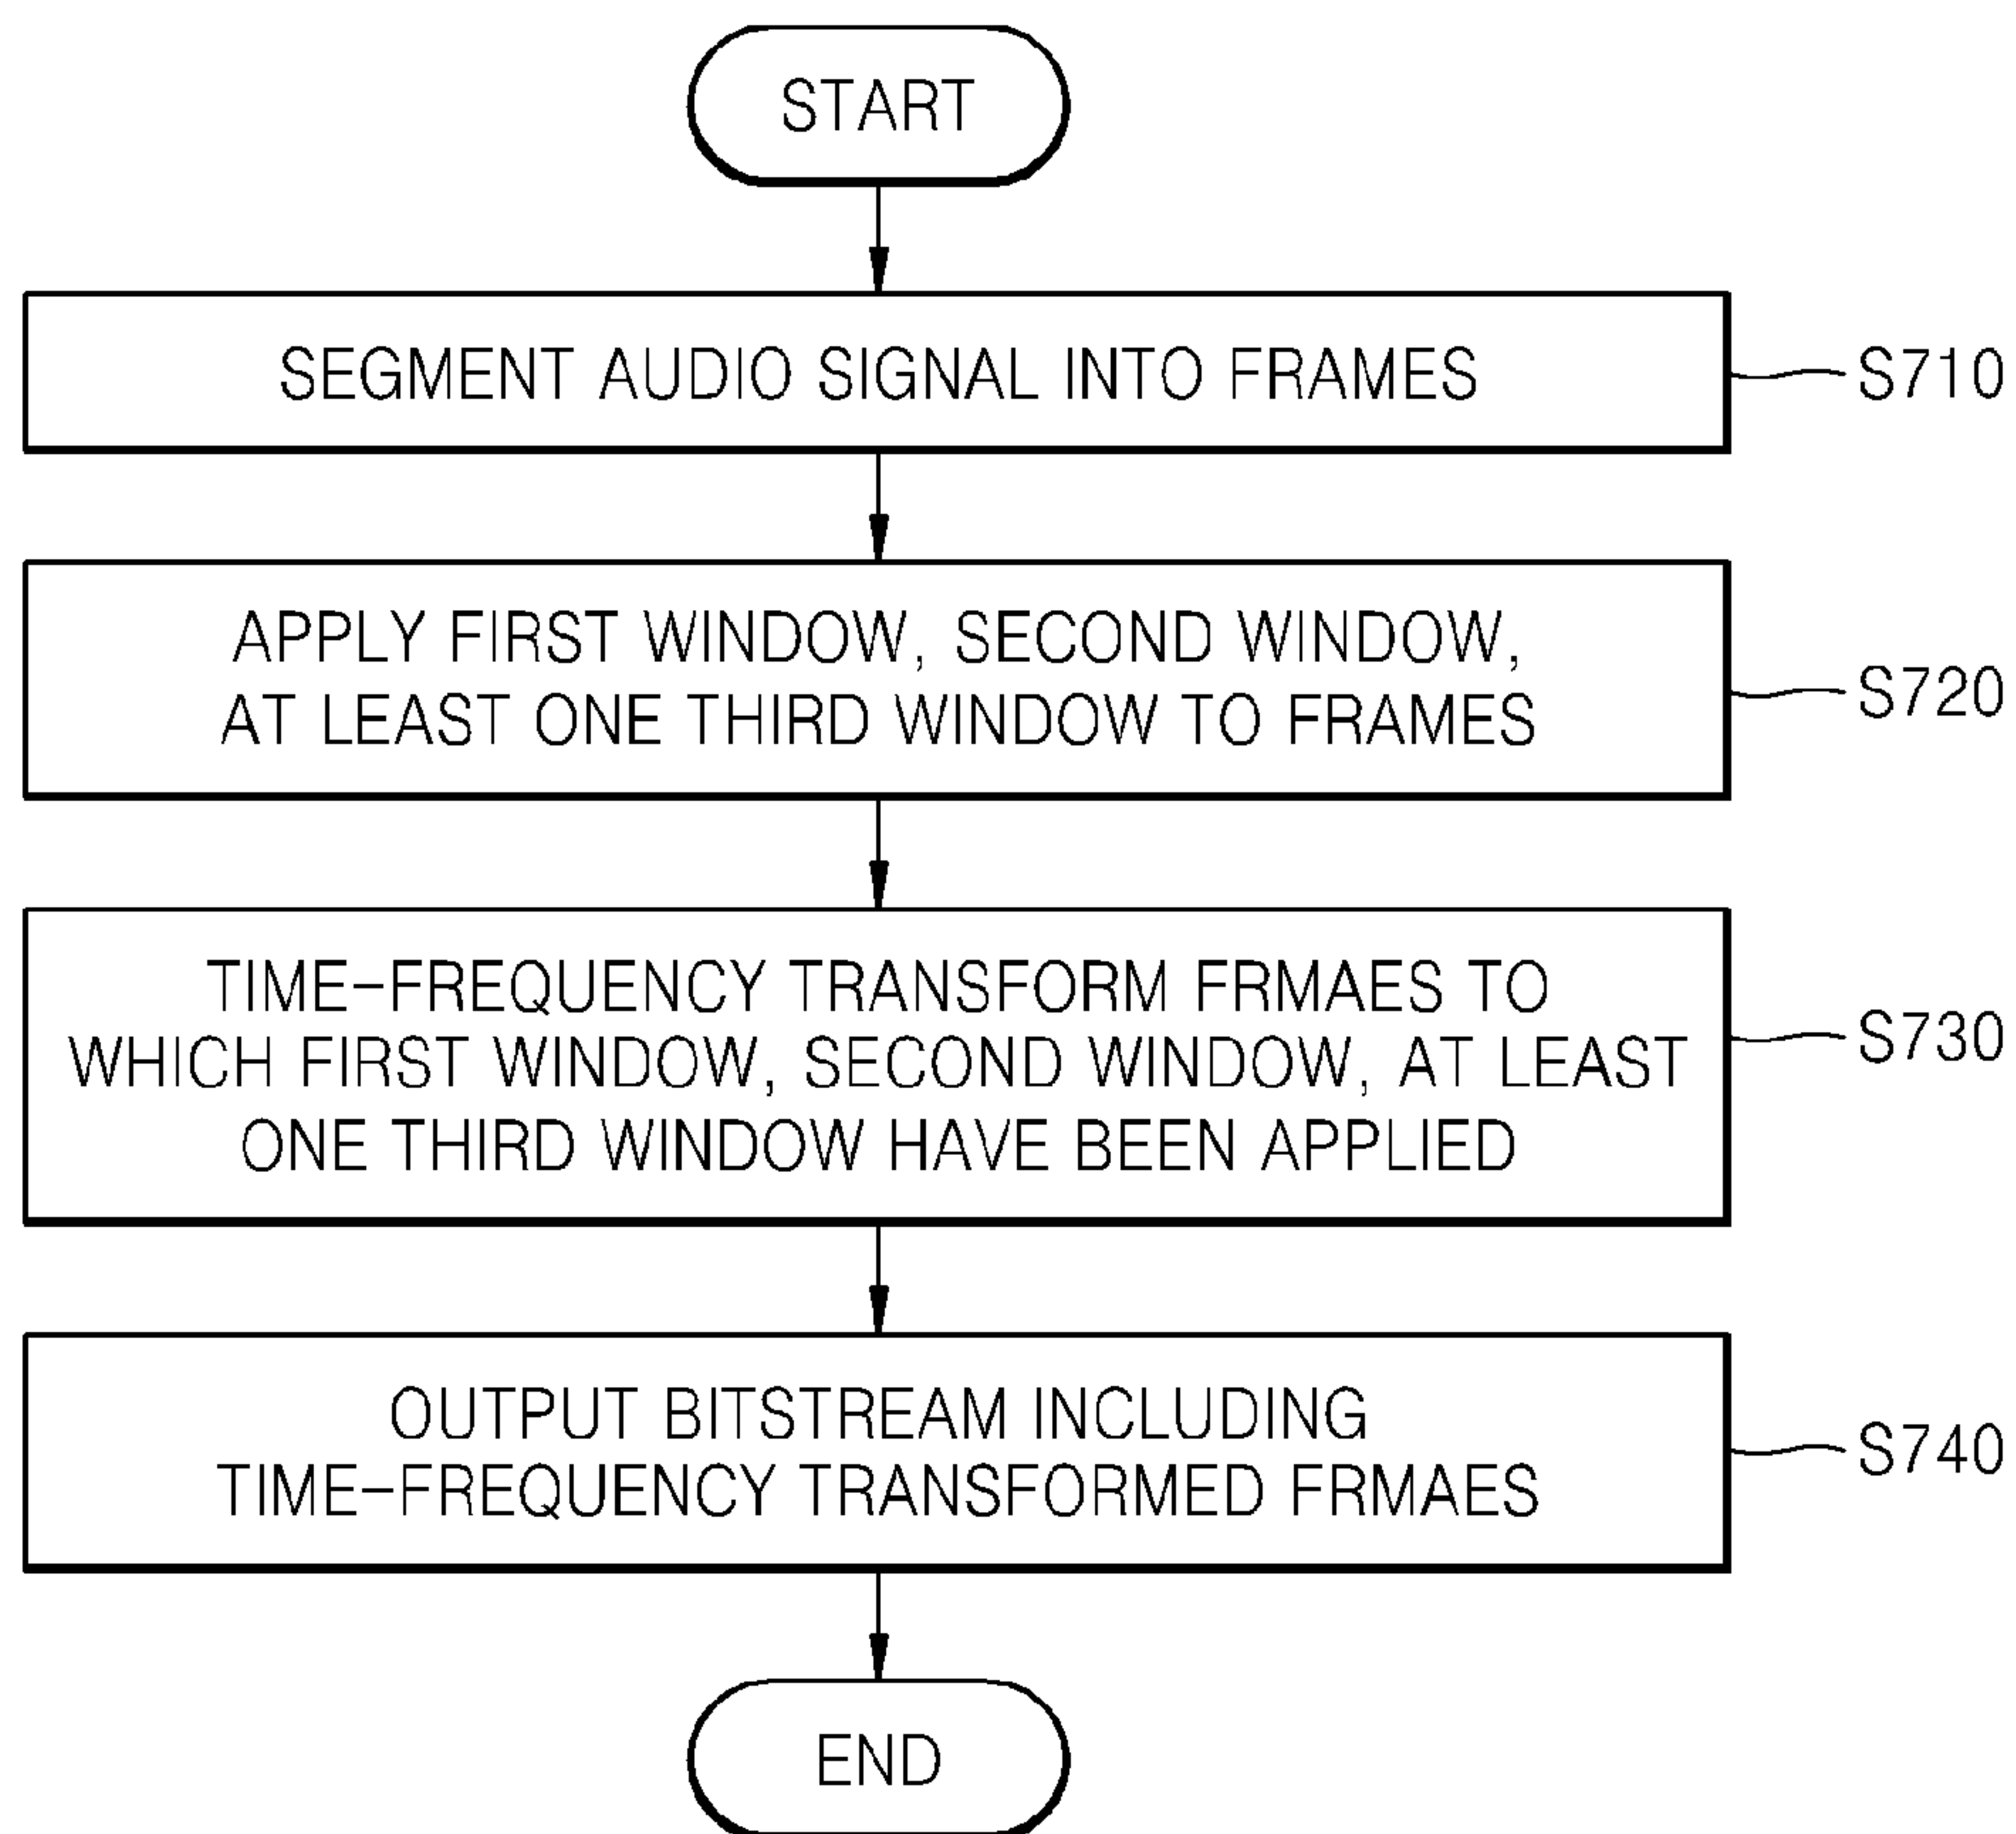 START
SEGMENT AUDIO SIGNAL INTO FRAMES
S710
APPLY FIRST WINDOW, SECOND WINDOW,
AT LEAST ONE THIRD WINDOW TO FRAMES
S720
TIME-FREQUENCY TRANSFORM FRMAES TO
WHICH FIRST WINDOW, SECOND WINDOW, AT LEAST
ONE THIRD WINDOW HAVE BEEN APPLIED
S730
OUTPUT BITSTREAM INCLUDING
TIME-FREQUENCY TRANSFORMED FRMAES
S740
END